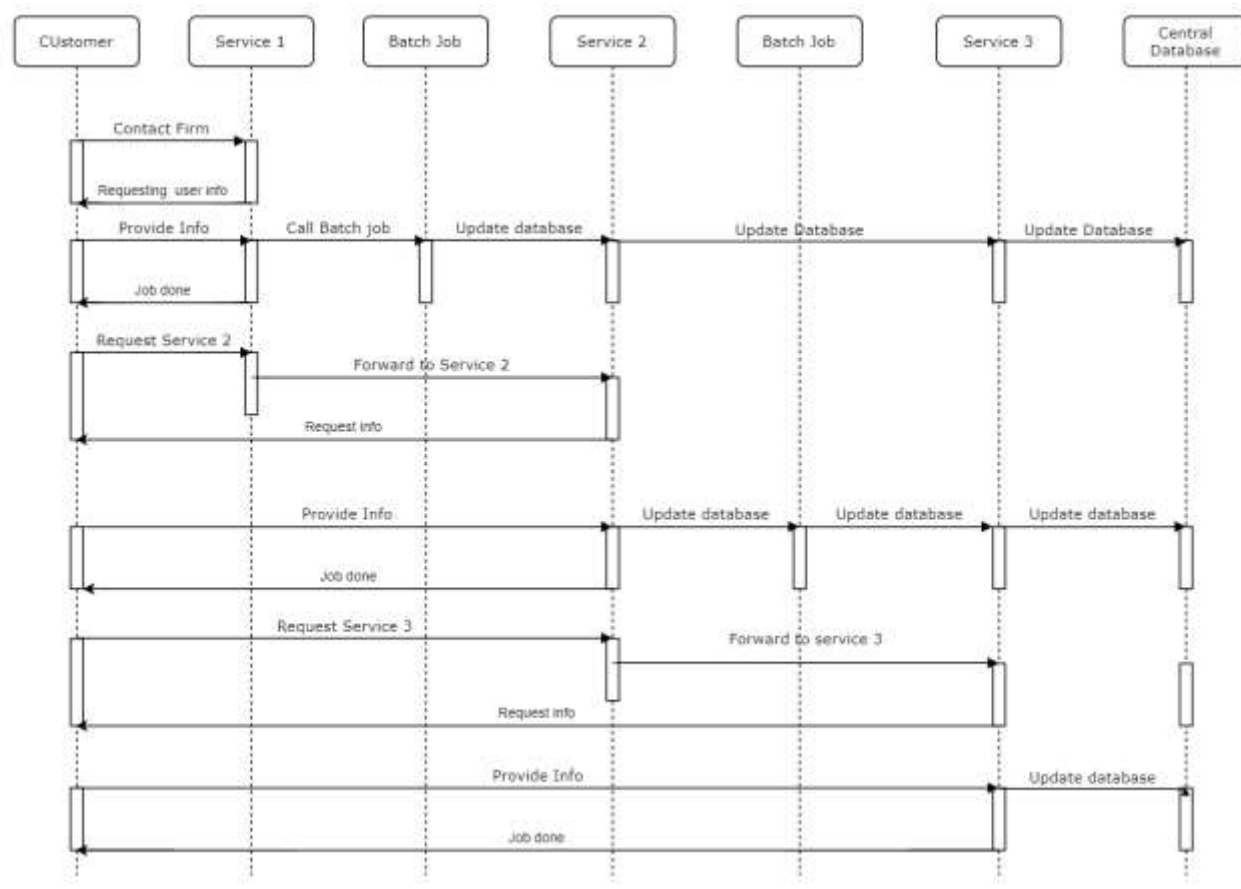 CUstomer
Service 1
Batch Job
Service 2
Batch Job
Service 3
Central
Database
Contact Firm
Requesting user info
Provide Info
Call Batch job
Update database
Update Database
Update Database
Job done
Request Service 2
Forward to Service 2
Request info
Provide Info
Update database
Update database
Update database
Job done
Request Service 3
Forward to service 3
Request info
Provide Info
Update database
Job done